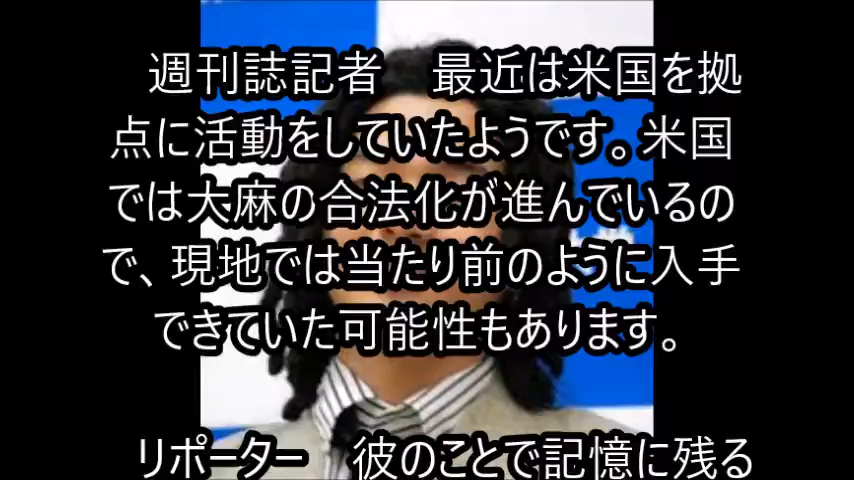 週刊誌記者　最近は米国を拠
点に活動をしていたようです。米国
では大麻の合法化が進んでいるの
で、現地では当たり前のように入手
できていた可能性もあります。
リポーター　彼のことで記憶に残る